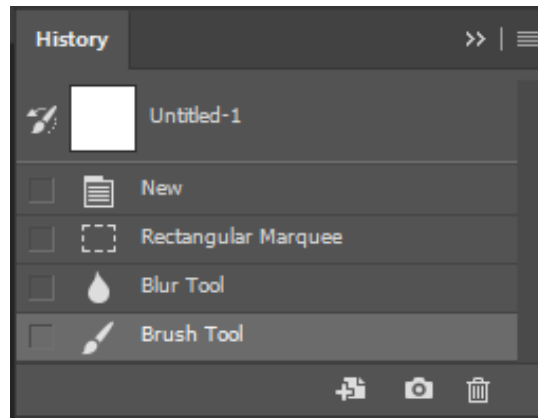 History
Untitled-1
New
Rectangular Marquee
Blur Tool
Brush Tool